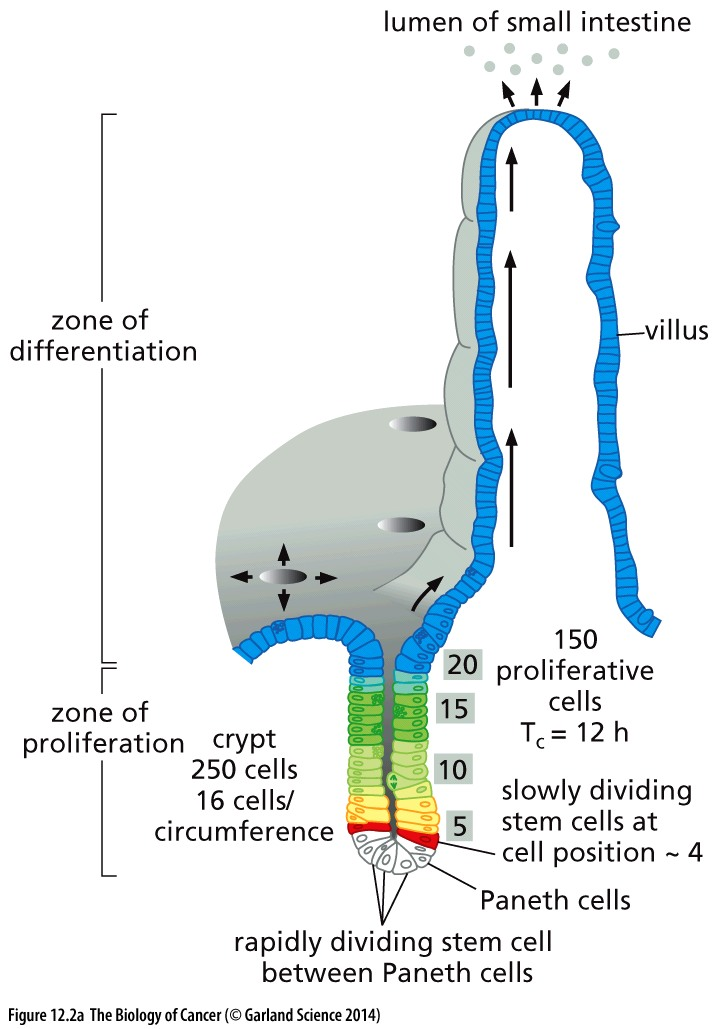 lumen of small intestine
zone of
differentiation
villus
20
150
proliferative
cells
Tc = 12 h
15
zone of
proliferation
crypt
250 cells
16 cells/
circumference
10
5
slowly dividing
stem cells at
cell position ~ 4
Paneth cells
rapidly dividing stem cell
between Paneth cells
Figure 12.2a The Biology of Cancer (© Garland Science 2014)